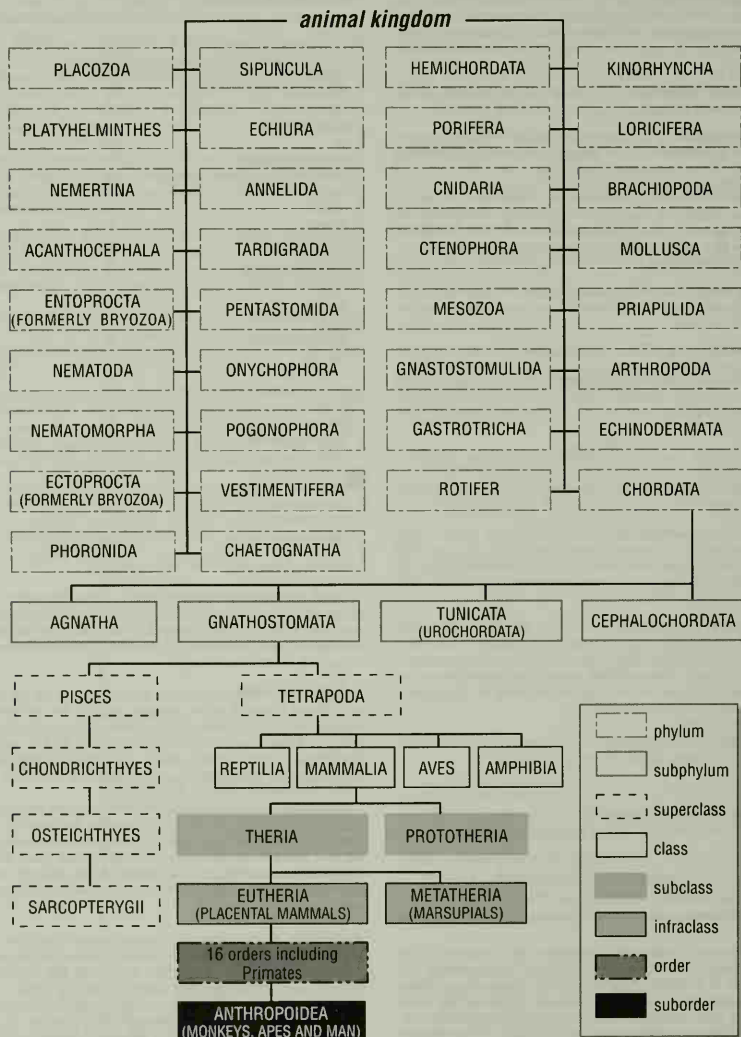 animal kingdom
PLACOZOA
SIPUNCULA
HEMICHORDATA
KINORHYNCHA
PLATYHELMINTHES
ECHIURA
PORIFERA
LORICIFERA
NEMERTINA
ANNELIDA
CNIDARIA
BRACHIOPODA
ACANTHOCEPHALA
TARDIGRADA
CTENOPHORA
MOLLUSCA
ENTOPROCTA
(FORMERLY BRYOZOA)
PENTASTOMIDA
MESOZOA
PRIAPULIDA
NEMATODA
ONYCHOPHORA
GNASTOSTOMULIDA
ARTHROPODA
NEMATOMORPHA
POGONOPHORA
GASTROTRICHA
ECHINODERMATA
ECTOPROCTA
(FORMERLY BRYOZOA)
VESTIMENTIFERA
ROTIFER
CHORDATA
PHORONIDA
CHAETOGNATHA
AGNATHA
GNATHOSTOMATA
TUNICATA
(UROCHORDATA)
CEPHALOCHORDATA
PISCES
TETRAPODA
CHONDRICHTHYES
REPTILIA
MAMMALIA
AVES
AMPHIBIA
OSTEICHTHYES
THERIA
PROTOTHERIA
SARCOPTERYGII
EUTHERIA
(PLACENTAL MAMMALS)
METATHERIA
(MARSUPIALS)
16 orders including
Primates
ANTHROPOIDEA
(MONKEYS, APES AND MAN)
phylum
subphylum
superclass
class
subclass
infraclass
order
suborder